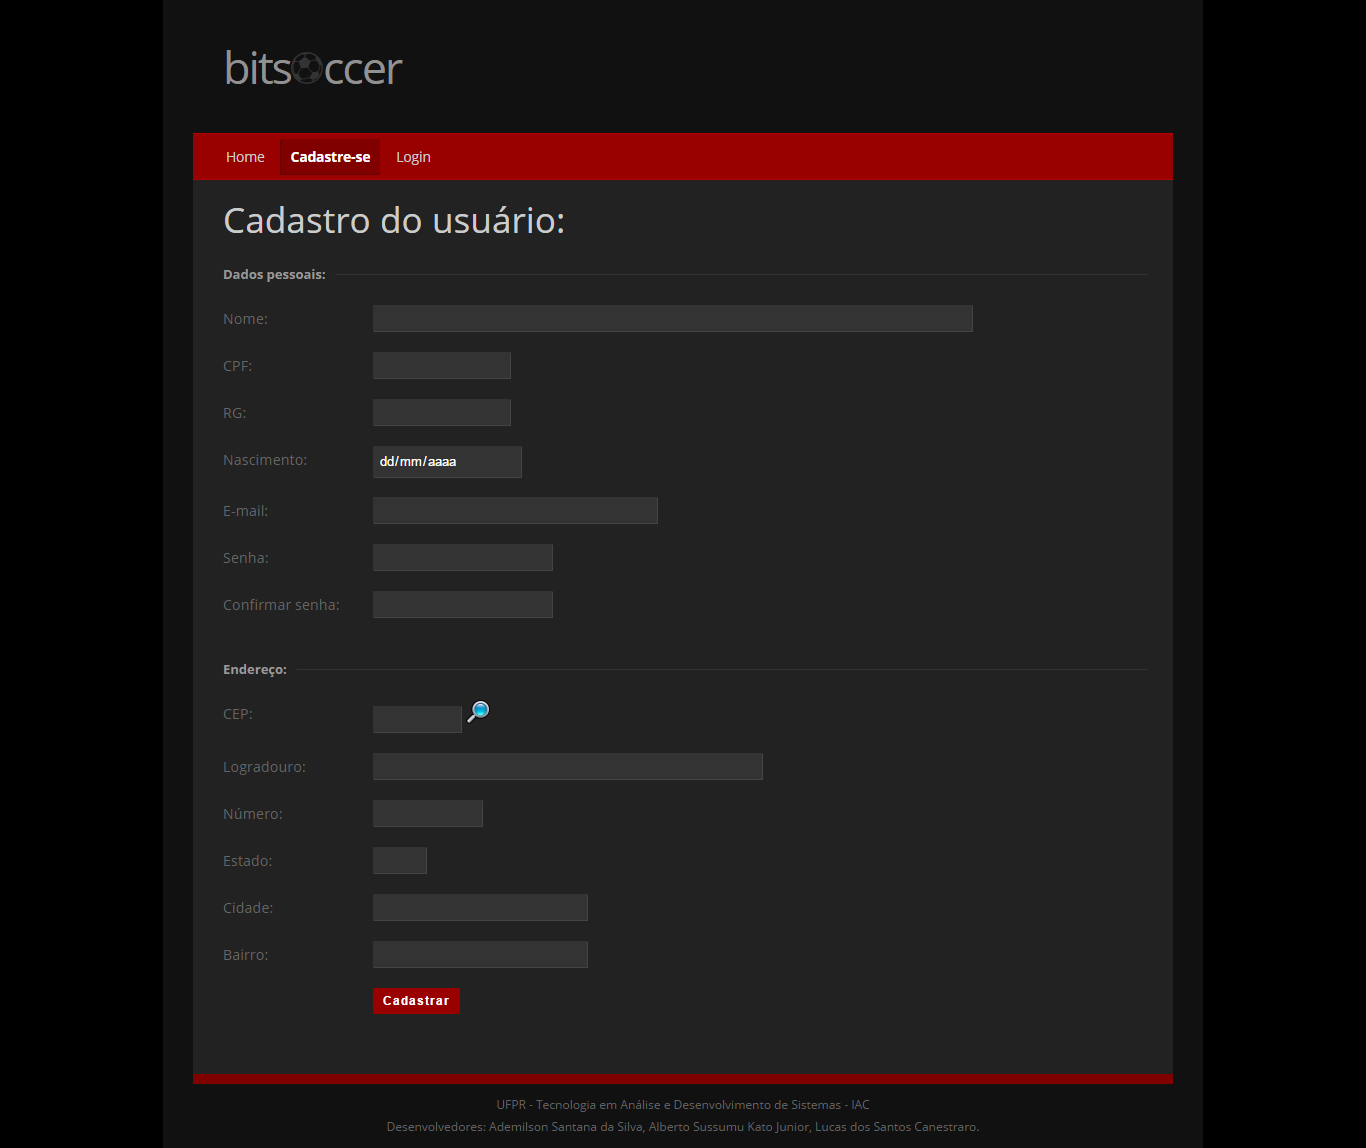 bitsoccer
Home Cadastre-se Login
Cadastro do usuário:
Dados pessoais:
Nome:
CPF:
RG:
Nascimento: dd/mm/aaaa
E-mail:
Senha:
Confirmar senha:
Endereço:
CEP:
Logradouro:
Número:
Estado:
Cidade:
Bairro:
Cadastrar
UFPR - Tecnologia em Análise e Desenvolvimento de Sistemas - IAC
Desenvolvedores: Ademilson Santana da Silva, Alberto Sussumu Kato Junior, Lucas dos Santos Canestraro.